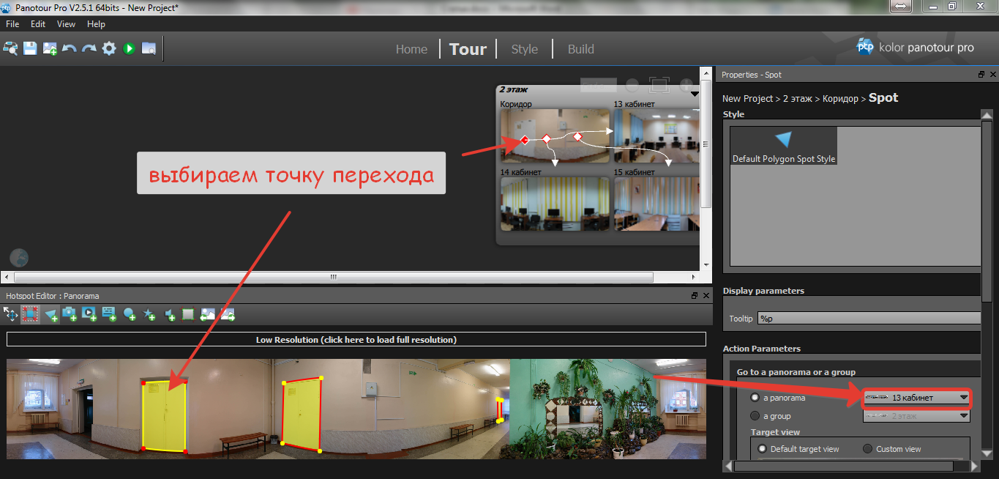 Panotour Pro V2.5.1 64bits - New Project*
File Edit View Help
Home Tour Style Build
ptp kolor panotour pro
2 этаж
Коридор 13 кабинет
14 кабинет 15 кабинет
выбираем точку перехода
Hotspot Editor : Panorama
Low Resolution (click here to load full resolution)
Properties - Spot
New Project > 2 этаж > Коридор > Spot
Style
Default Polygon Spot Style
Display parameters
Tooltip %p
Action Parameters
Go to a panorama or a group
a panorama 13 кабинет
a group 2 этаж
Target view
Default target view Custom view